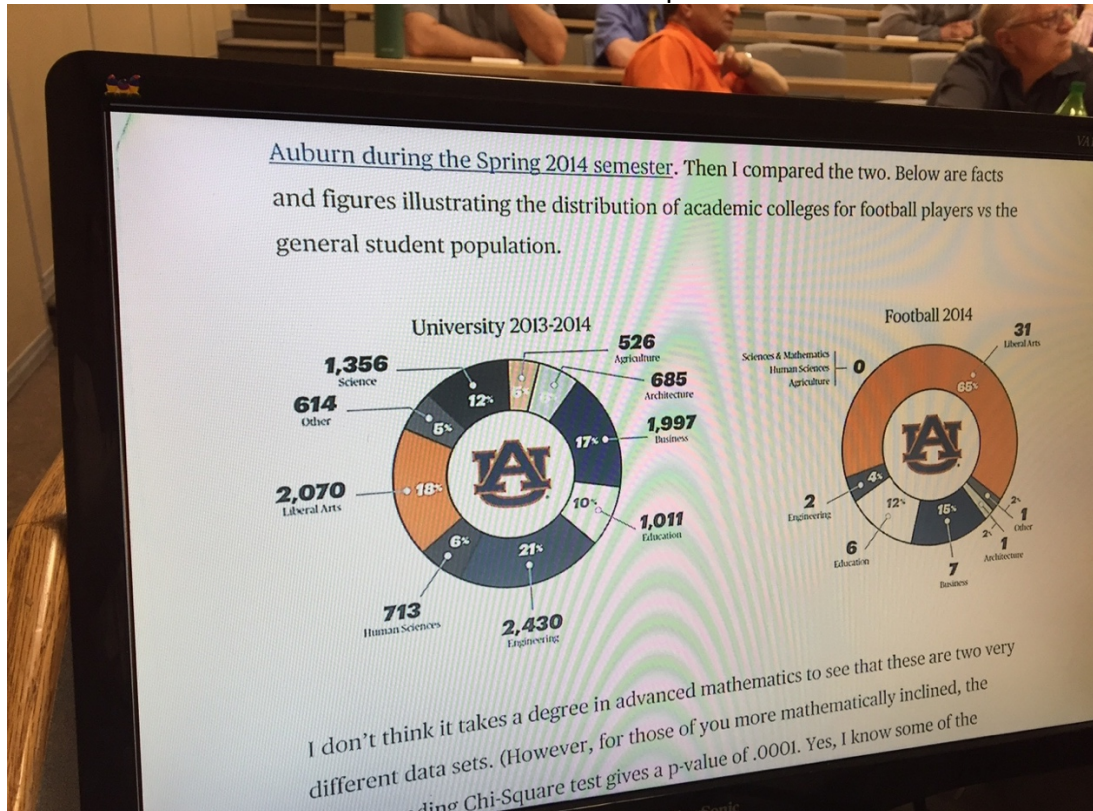 Auburn during the Spring 2014 semester. Then I compared the two. Below are facts
and figures illustrating the distribution of academic colleges for football players vs the
general student population.
University 2013-2014
526
Agriculture
685
Architecture
1,997
Business
1,011
Education
2,430
Engineering
713
Human Sciences
2,070
Liberal Arts
614
Other
1,356
Science
12%
5%
6%
17%
10%
21%
6%
18%
5%
AU
Football 2014
31
Liberal Arts
65%
Sciences & Mathematics
Human Sciences
Agriculture
0
2
Engineering
4%
6
Education
12%
7
Business
15%
1
Architecture
2%
1
Other
2%
AU
I don't think it takes a degree in advanced mathematics to see that these are two very
different data sets. (However, for those of you more mathematically inclined, the
Chi-Square test gives a p-value of .0001. Yes, I know some of the
Sonic